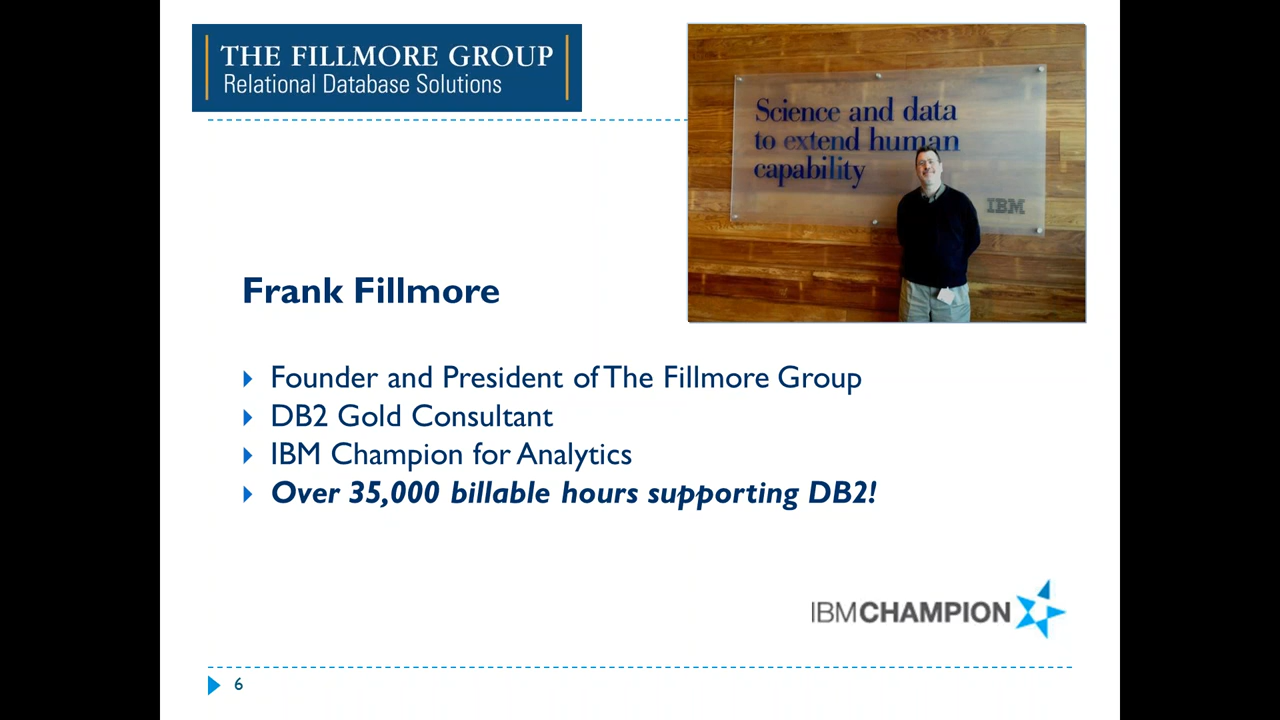 THE FILLMORE GROUP
Relational Database Solutions
Science and data
to extend human
capability
IBM
Frank Fillmore
Founder and President of The Fillmore Group
DB2 Gold Consultant
IBM Champion for Analytics
Over 35,000 billable hours supporting DB2!
IBMCHAMPION
6